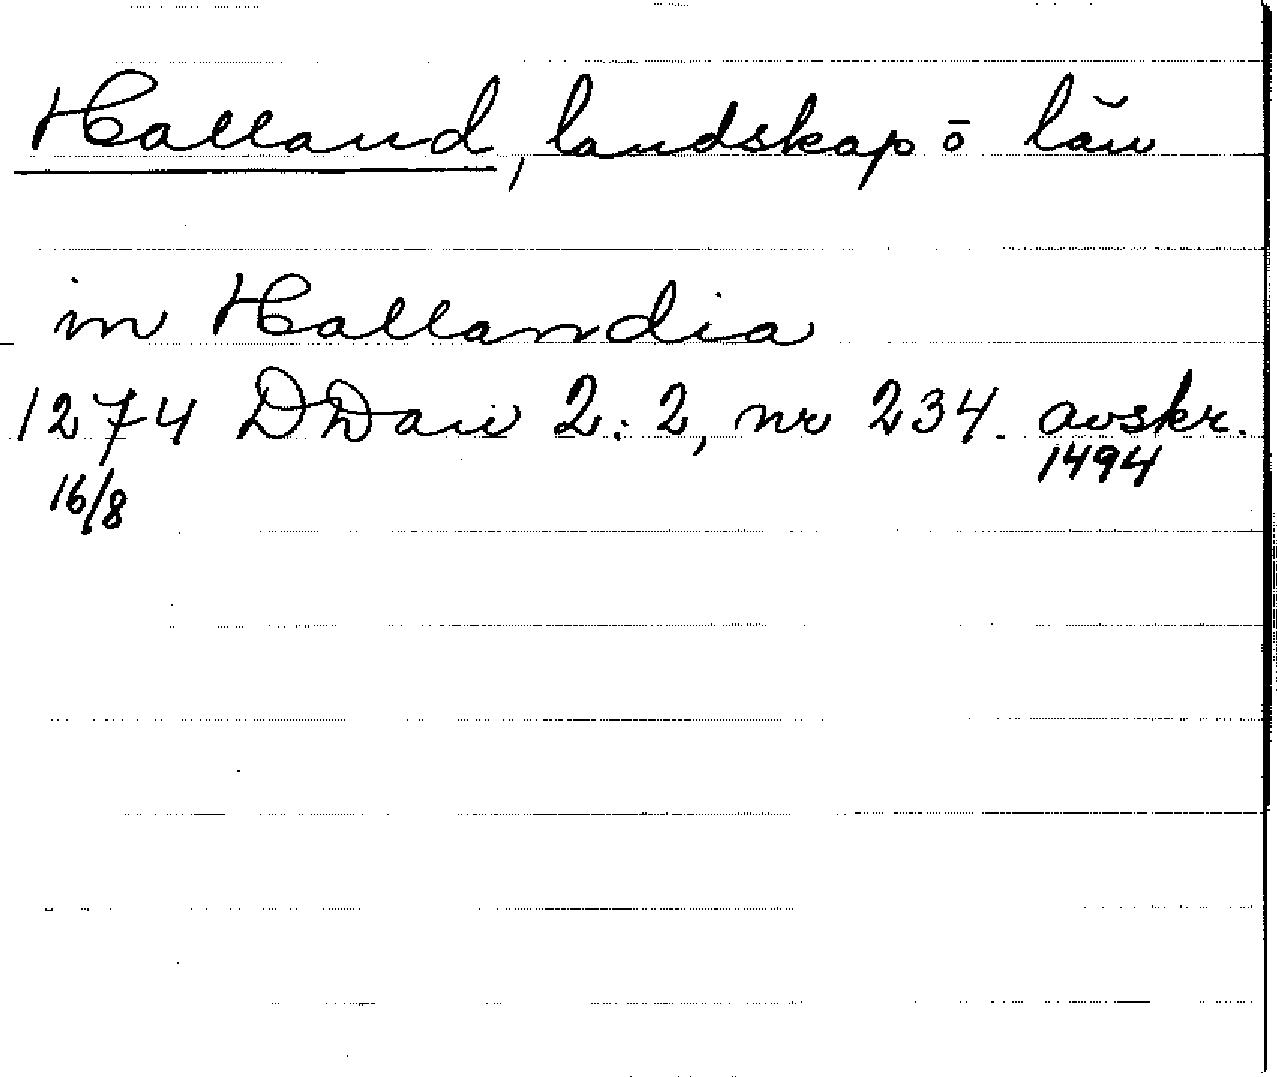 Halland, landskap ō län
in Hallandia
1274 DDan 2:2, nr 234. avskr.
16/8 1494